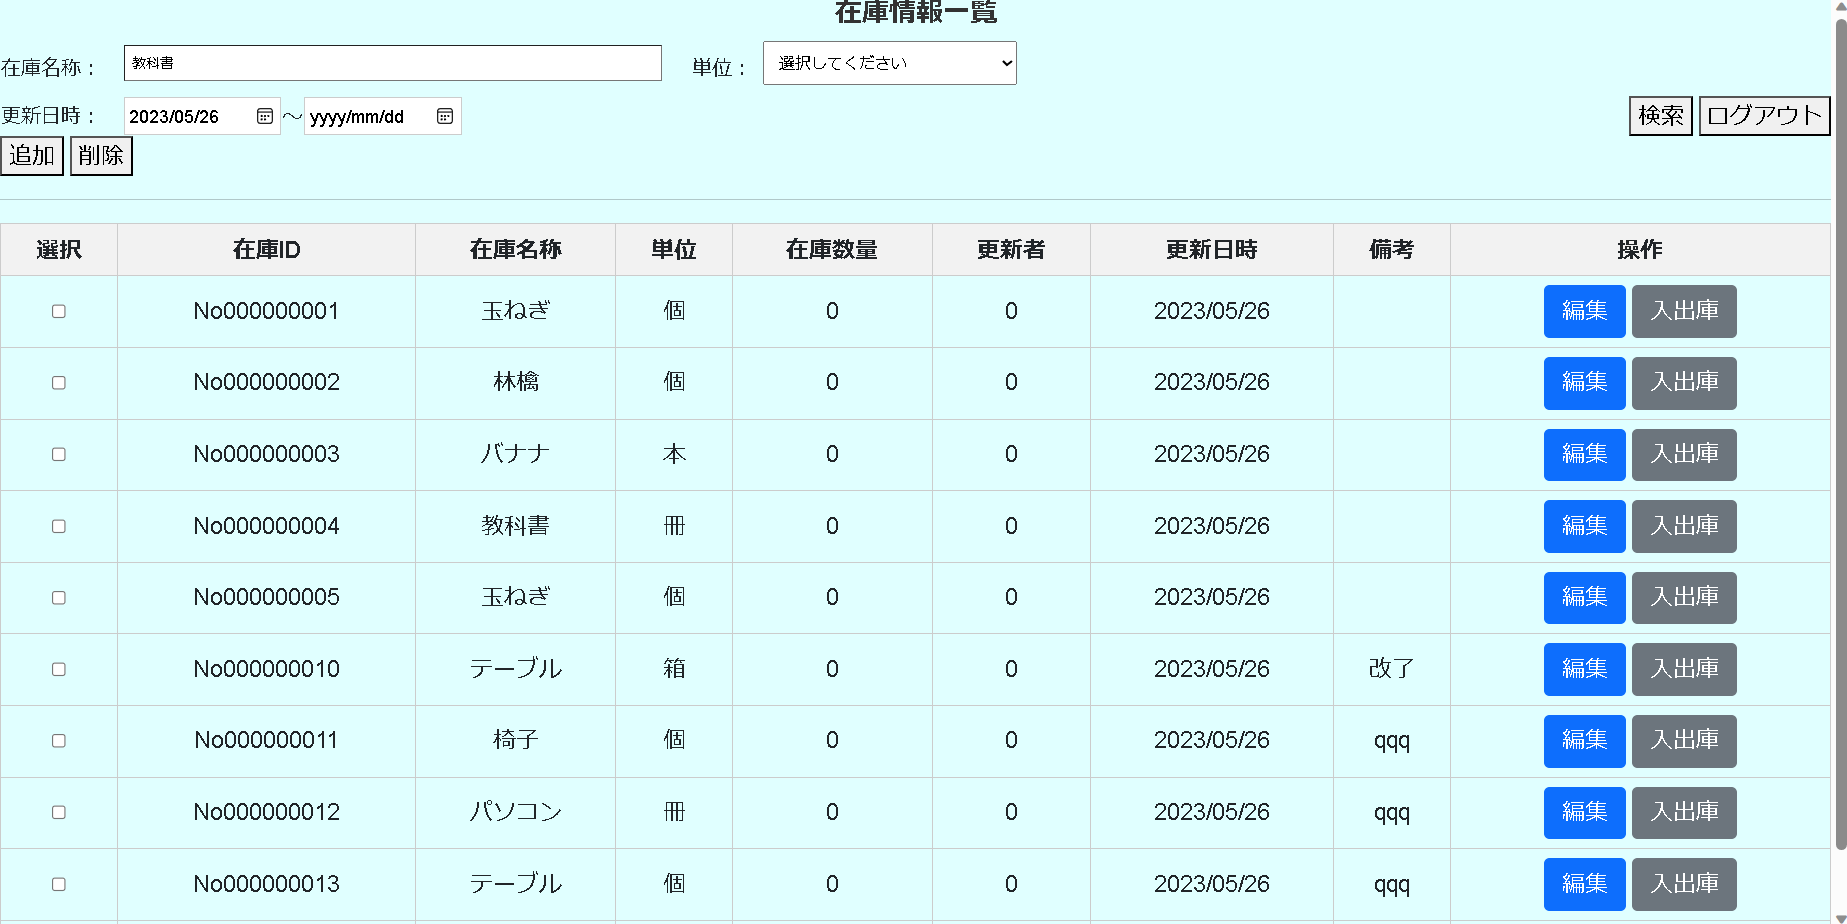 在庫情報一覧
在庫名称： 教科書 単位： 選択してください
更新日時： 2023/05/26 ～ yyyy/mm/dd 検索 ログアウト
追加 削除
選択 在庫ID 在庫名称 単位 在庫数量 更新者 更新日時 備考 操作
No000000001 玉ねぎ 個 0 0 2023/05/26 編集 入出庫
No000000002 林檎 個 0 0 2023/05/26 編集 入出庫
No000000003 バナナ 本 0 0 2023/05/26 編集 入出庫
No000000004 教科書 冊 0 0 2023/05/26 編集 入出庫
No000000005 玉ねぎ 個 0 0 2023/05/26 編集 入出庫
No000000010 テーブル 箱 0 0 2023/05/26 改了 編集 入出庫
No000000011 椅子 個 0 0 2023/05/26 qqq 編集 入出庫
No000000012 パソコン 冊 0 0 2023/05/26 qqq 編集 入出庫
No000000013 テーブル 個 0 0 2023/05/26 qqq 編集 入出庫